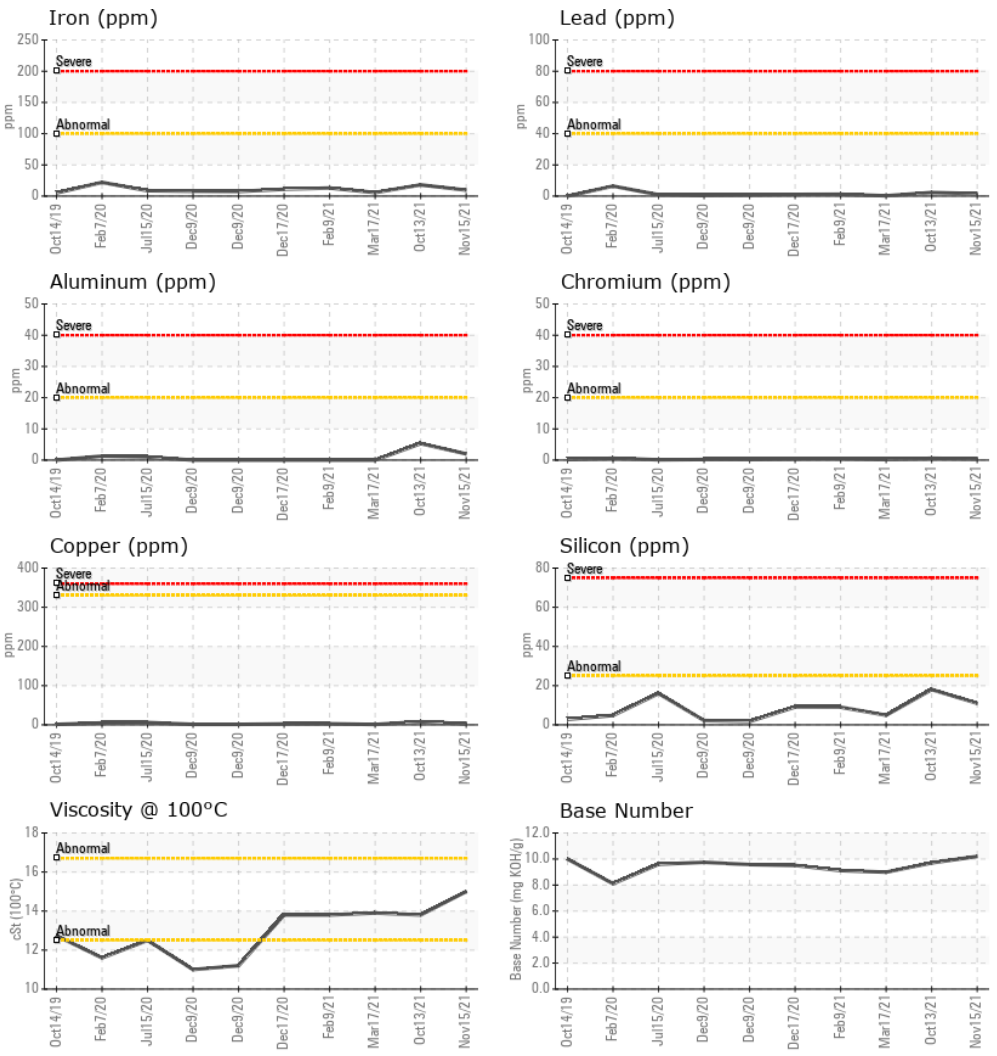 Iron (ppm)
250
200
150
100
50
0
ppm
Severe
Abnormal
Oct14/19
Feb7/20
Jul15/20
Dec9/20
Dec9/20
Dec17/20
Feb9/21
Mar17/21
Oct13/21
Nov15/21
Lead (ppm)
100
80
60
40
20
0
ppm
Severe
Abnormal
Oct14/19
Feb7/20
Jul15/20
Dec9/20
Dec9/20
Dec17/20
Feb9/21
Mar17/21
Oct13/21
Nov15/21
Aluminum (ppm)
50
40
30
20
10
0
ppm
Severe
Abnormal
Oct14/19
Feb7/20
Jul15/20
Dec9/20
Dec9/20
Dec17/20
Feb9/21
Mar17/21
Oct13/21
Nov15/21
Chromium (ppm)
50
40
30
20
10
0
ppm
Severe
Abnormal
Oct14/19
Feb7/20
Jul15/20
Dec9/20
Dec9/20
Dec17/20
Feb9/21
Mar17/21
Oct13/21
Nov15/21
Copper (ppm)
400
300
200
100
0
ppm
Severe
Abnormal
Oct14/19
Feb7/20
Jul15/20
Dec9/20
Dec9/20
Dec17/20
Feb9/21
Mar17/21
Oct13/21
Nov15/21
Silicon (ppm)
80
60
40
20
0
ppm
Severe
Abnormal
Oct14/19
Feb7/20
Jul15/20
Dec9/20
Dec9/20
Dec17/20
Feb9/21
Mar17/21
Oct13/21
Nov15/21
Viscosity @ 100°C
18
16
14
12
10
cSt (100°C)
Abnormal
Abnormal
Oct14/19
Feb7/20
Jul15/20
Dec9/20
Dec9/20
Dec17/20
Feb9/21
Mar17/21
Oct13/21
Nov15/21
Base Number
12.0
10.0
8.0
6.0
4.0
2.0
0.0
Base Number (mg KOH/g)
Oct14/19
Feb7/20
Jul15/20
Dec9/20
Dec9/20
Dec17/20
Feb9/21
Mar17/21
Oct13/21
Nov15/21